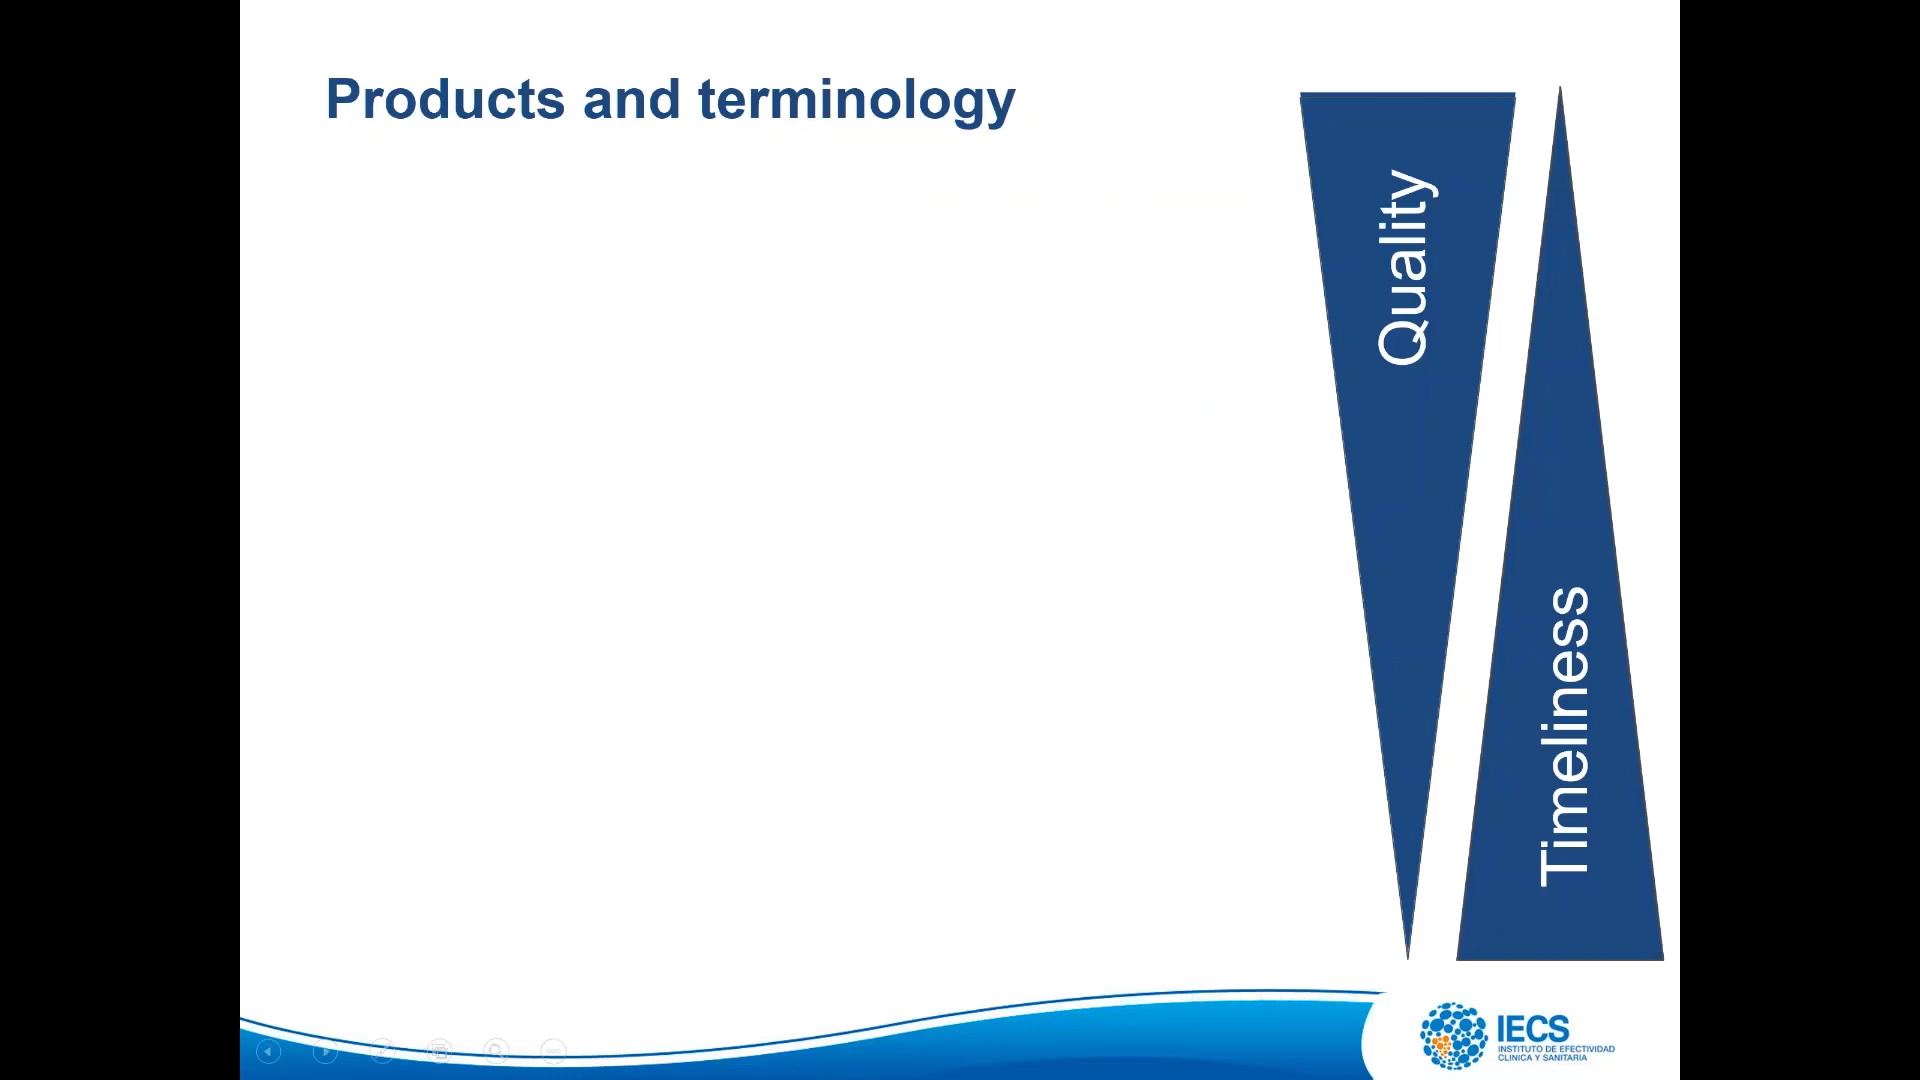 Products and terminology
Quality
Timeliness
IECS
INSTITUTO DE EFECTIVIDAD
CLINICA Y SANITARIA